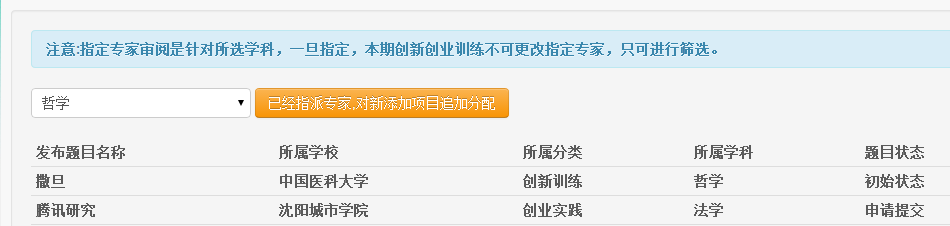 注意:指定专家审阅是针对所选学科，一旦指定，本期创新创业训练不可更改指定专家，只可进行筛选。
哲学 已经指派专家,对新添加项目追加分配
发布题目名称 所属学校 所属分类 所属学科 题目状态
撒旦 中国医科大学 创新训练 哲学 初始状态
腾讯研究 沈阳城市学院 创业实践 法学 申请提交